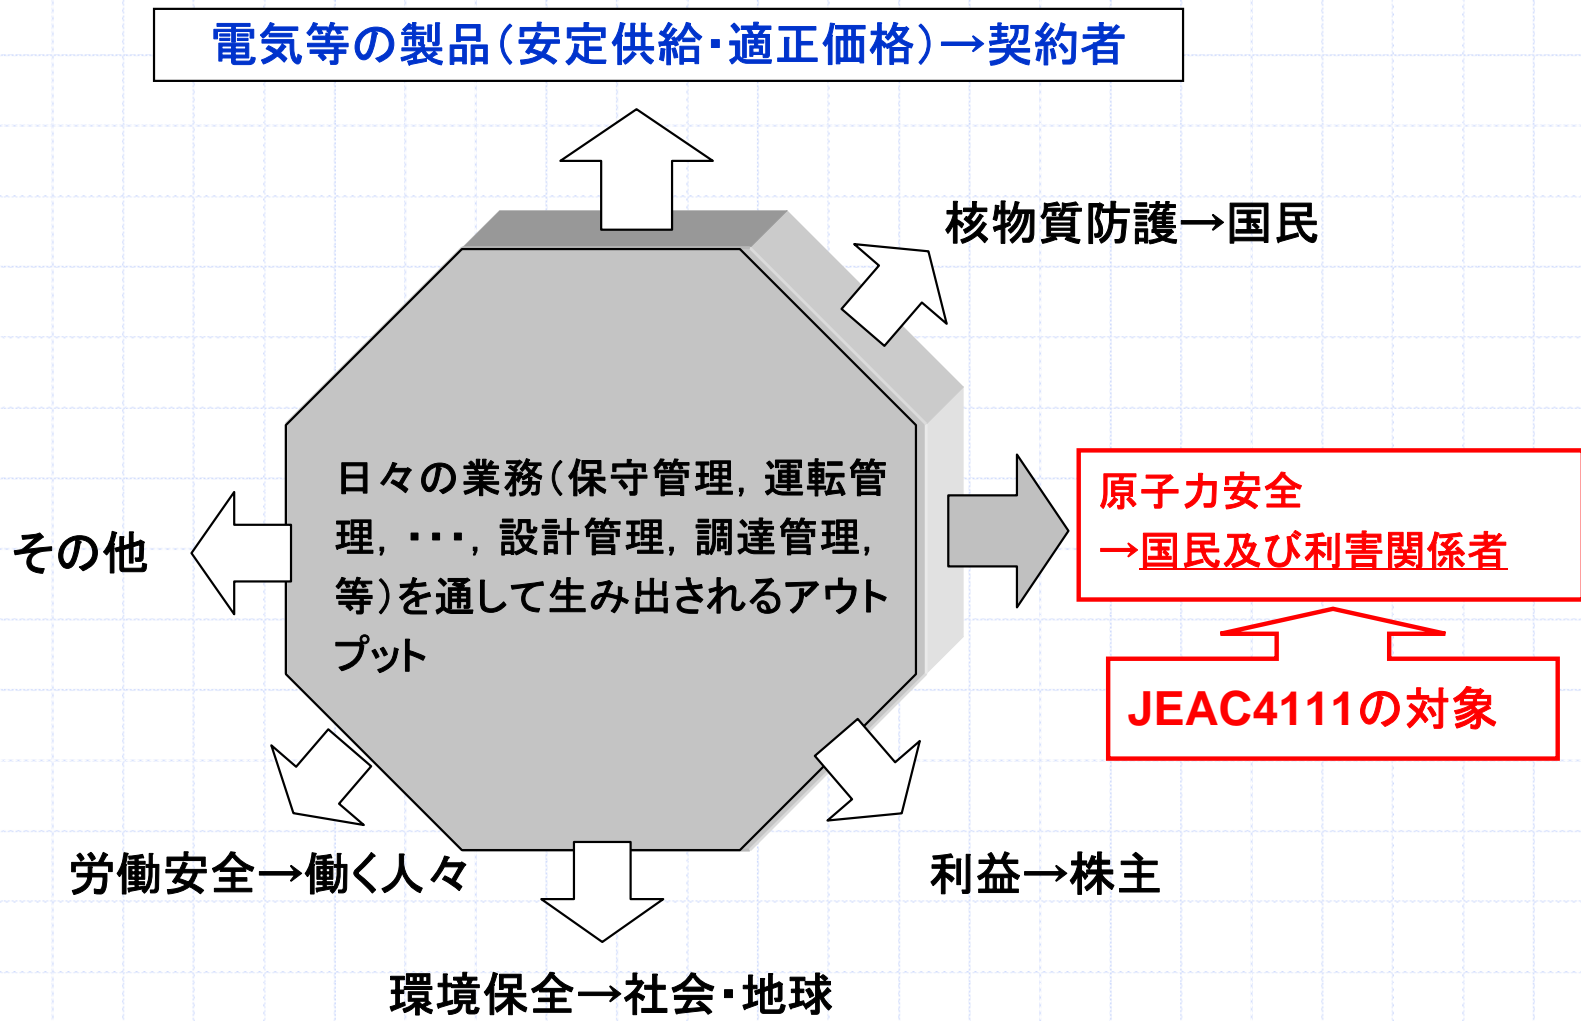 電気等の製品(安定供給・適正価格)→契約者
核物質防護→国民
日々の業務(保守管理, 運転管
理, ・・・, 設計管理, 調達管理,
等)を通して生み出されるアウト
プット
原子力安全
→国民及び利害関係者
その他
JEAC4111の対象
労働安全→働く人々
利益→株主
環境保全→社会・地球